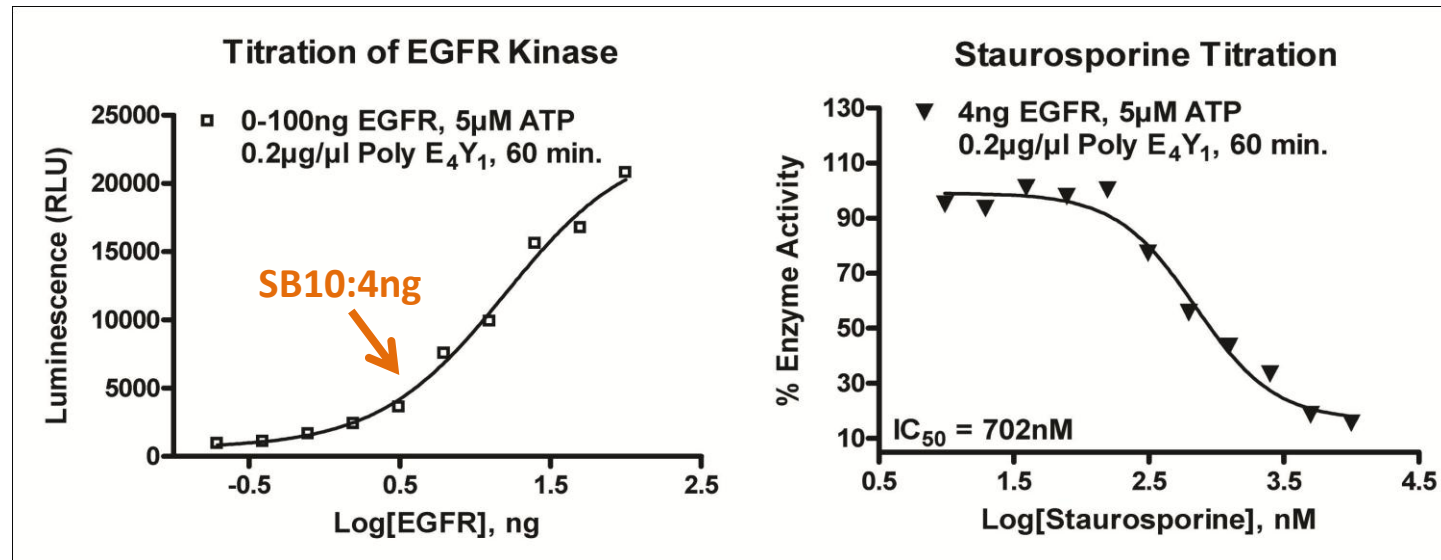 Titration of EGFR Kinase
0-100ng EGFR, 5µM ATP
0.2µg/µl Poly E₄Y₁, 60 min.
Luminescence (RLU)
25000
20000
15000
10000
5000
0
SB10:4ng
-0.5
0.5
1.5
2.5
Log[EGFR], ng
Staurosporine Titration
4ng EGFR, 5µM ATP
0.2µg/µl Poly E₄Y₁, 60 min.
% Enzyme Activity
130
110
90
70
50
30
10
IC₅₀ = 702nM
0.5
1.5
2.5
3.5
4.5
Log[Staurosporine], nM